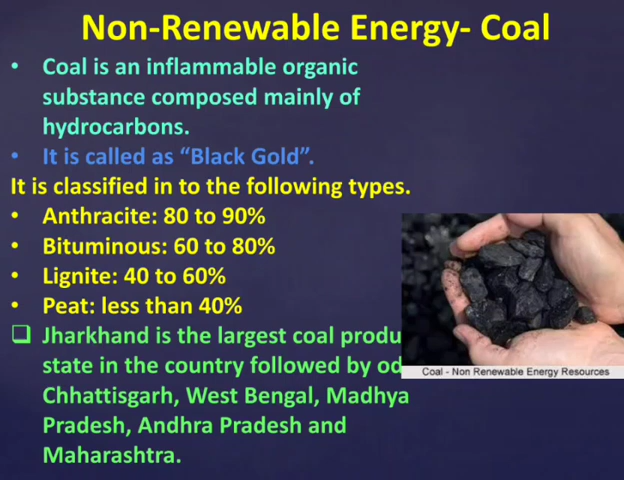 Non-Renewable Energy- Coal
• Coal is an inflammable organic
substance composed mainly of
hydrocarbons.
• It is called as “Black Gold”.
It is classified in to the following types.
• Anthracite: 80 to 90%
• Bituminous: 60 to 80%
• Lignite: 40 to 60%
• Peat: less than 40%
❑ Jharkhand is the largest coal produ
state in the country followed by od
Chhattisgarh, West Bengal, Madhya
Pradesh, Andhra Pradesh and
Maharashtra.
Coal - Non Renewable Energy Resources